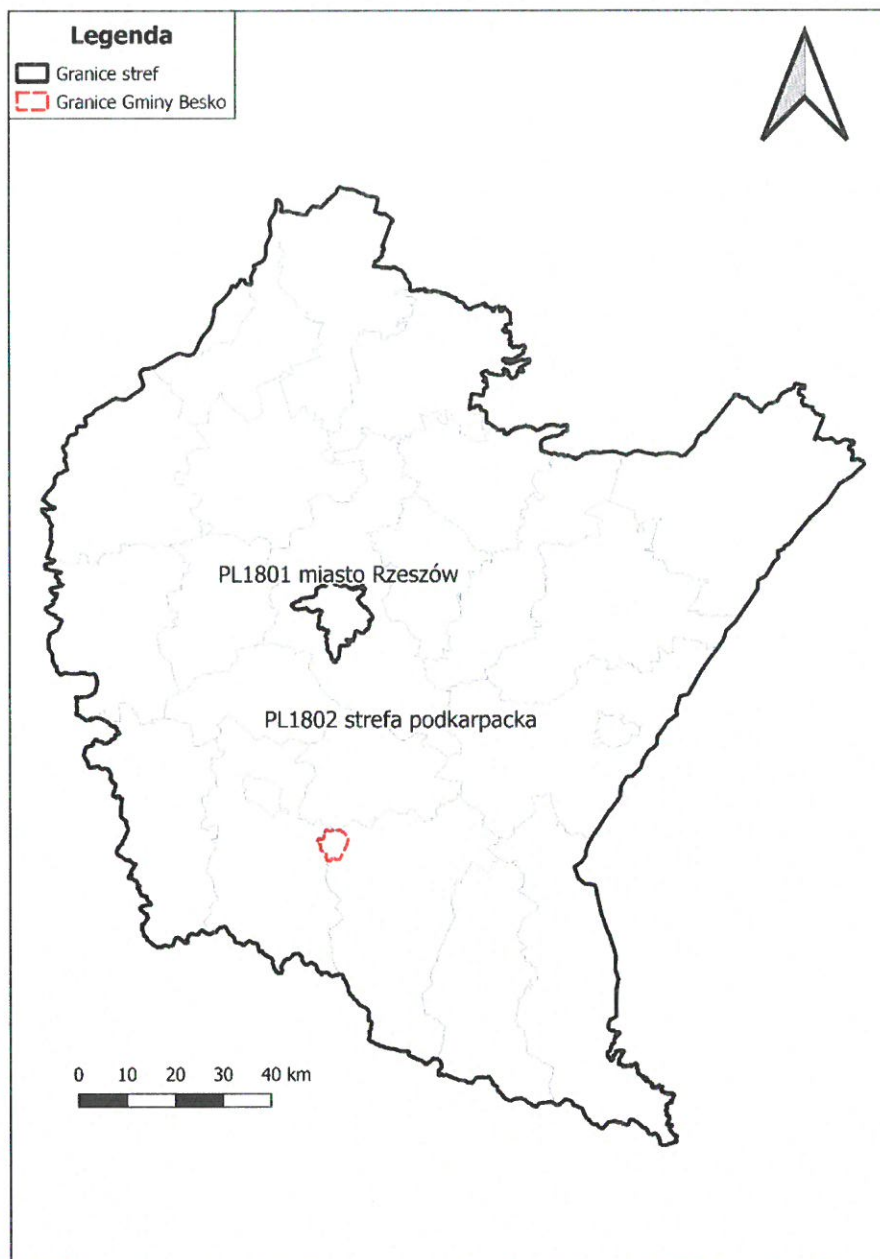 Legenda
Granice stref
Granice Gminy Besko
PL1801 miasto Rzeszów
PL1802 strefa podkarpacka
0 10 20 30 40 km